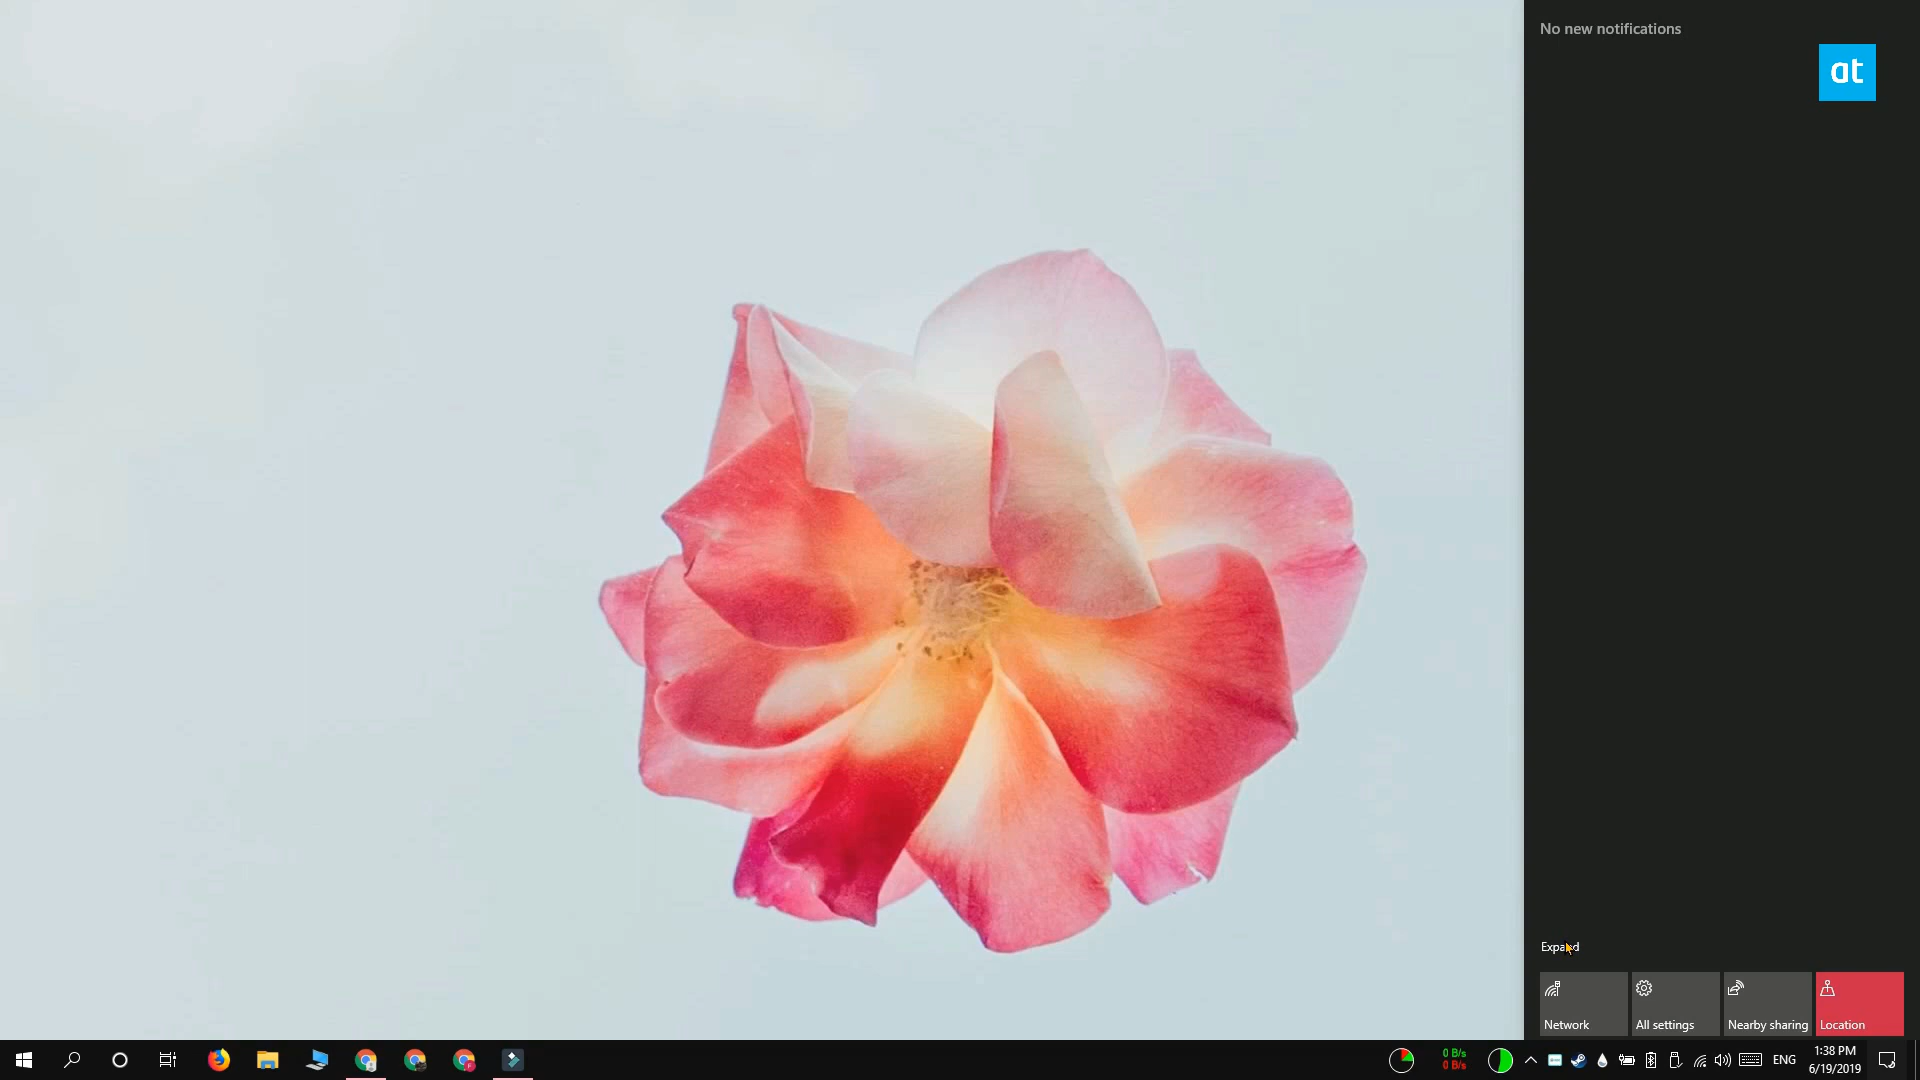 No new notifications
at
Expand
Network
All settings
Nearby sharing
Location
0 B/s
0 B/s
ENG
1:38 PM
6/19/2019